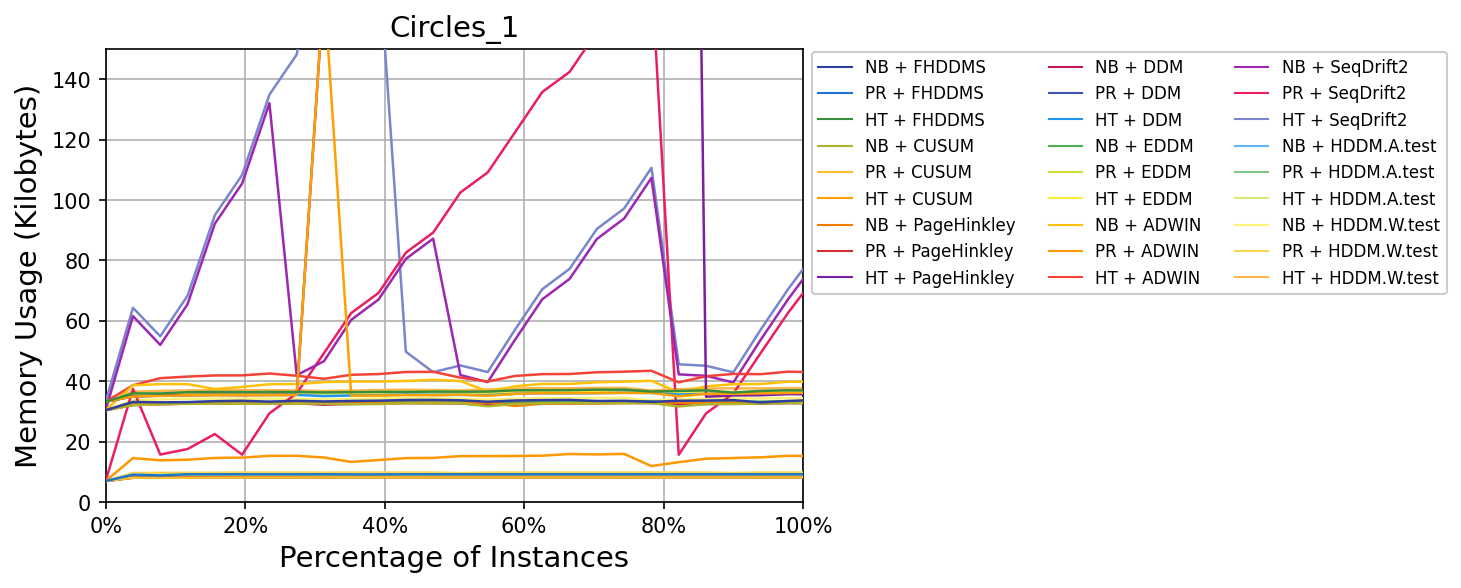 Circles_1
Memory Usage (Kilobytes)
140
120
100
80
60
40
20
0
0%
20%
40%
60%
80%
100%
Percentage of Instances
NB + FHDDMS
PR + FHDDMS
HT + FHDDMS
NB + CUSUM
PR + CUSUM
HT + CUSUM
NB + PageHinkley
PR + PageHinkley
HT + PageHinkley
NB + DDM
PR + DDM
HT + DDM
NB + EDDM
PR + EDDM
HT + EDDM
NB + ADWIN
PR + ADWIN
HT + ADWIN
NB + SeqDrift2
PR + SeqDrift2
HT + SeqDrift2
NB + HDDM.A.test
PR + HDDM.A.test
HT + HDDM.A.test
NB + HDDM.W.test
PR + HDDM.W.test
HT + HDDM.W.test